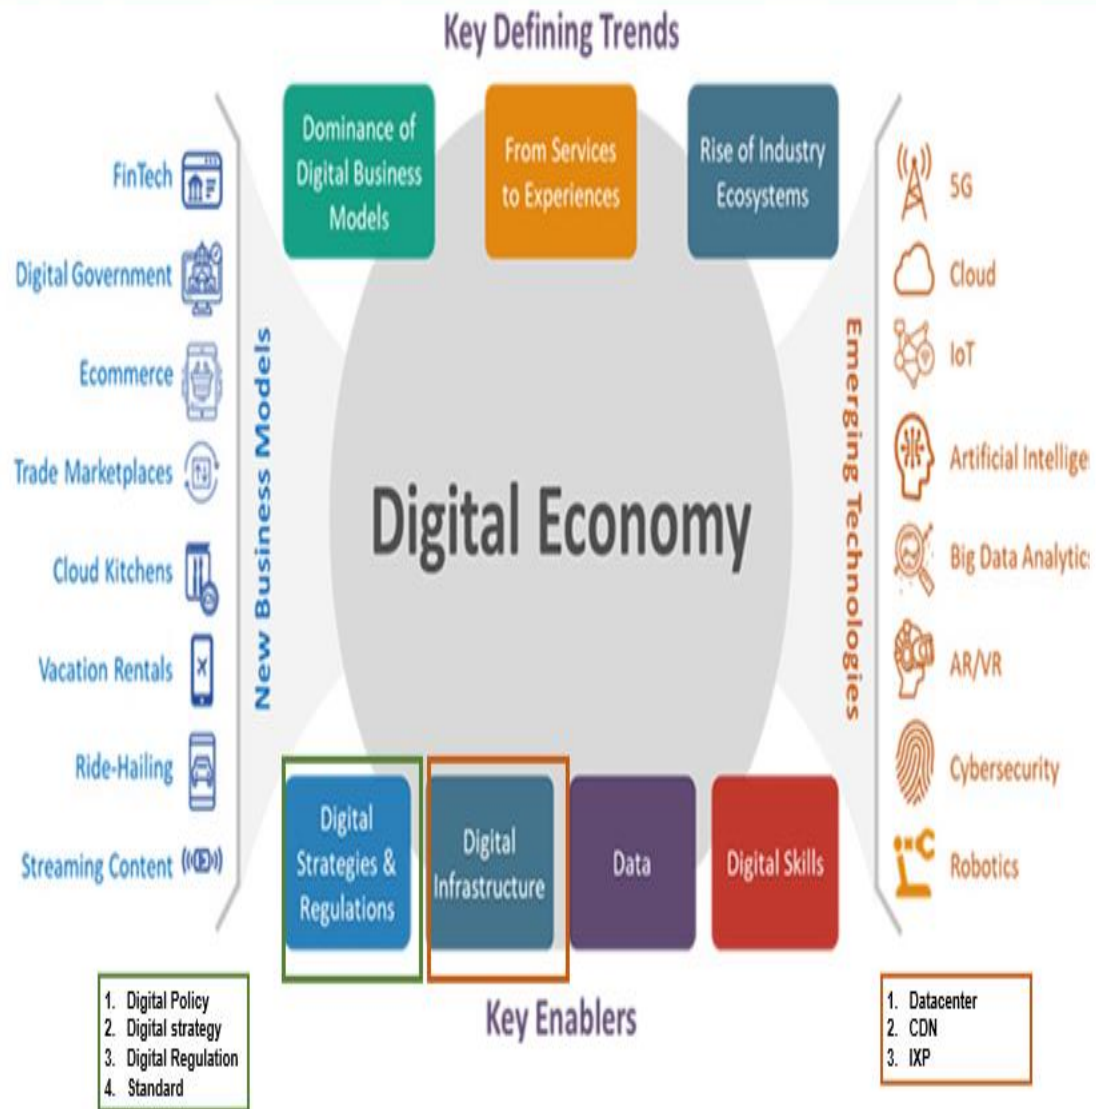 Key Defining Trends
Dominance of
Digital Business
Models
From Services
to Experiences
Rise of Industry
Ecosystems
FinTech
Digital Government
Ecommerce
Trade Marketplaces
Cloud Kitchens
Vacation Rentals
Ride-Hailing
Streaming Content
New Business Models
Digital Economy
Emerging Technologies
5G
Cloud
IoT
Artificial Intellige
Big Data Analytic
AR/VR
Cybersecurity
Robotics
Digital
Strategies &
Regulations
Digital
Infrastructure
Data
Digital Skills
Key Enablers
1. Digital Policy
2. Digital strategy
3. Digital Regulation
4. Standard
1. Datacenter
2. CDN
3. IXP